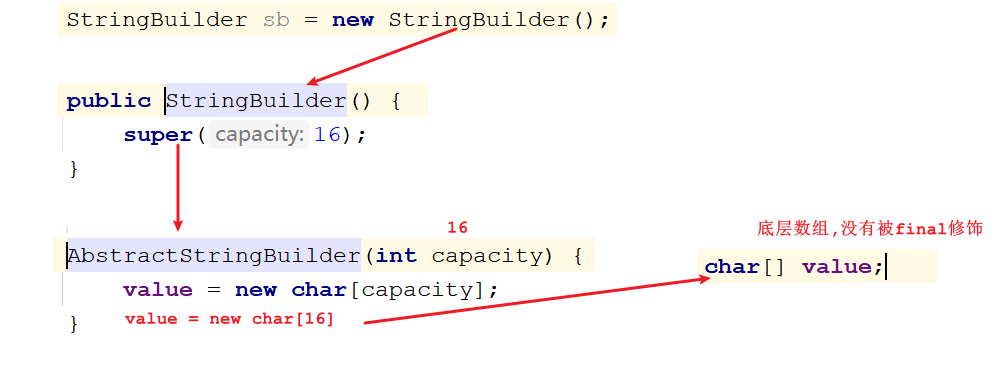 StringBuilder sb = new StringBuilder();
public StringBuilder() {
super( capacity: 16);
}
16
AbstractStringBuilder(int capacity) {
value = new char[capacity];
} value = new char[16]
底层数组,没有被final修饰
char[] value;